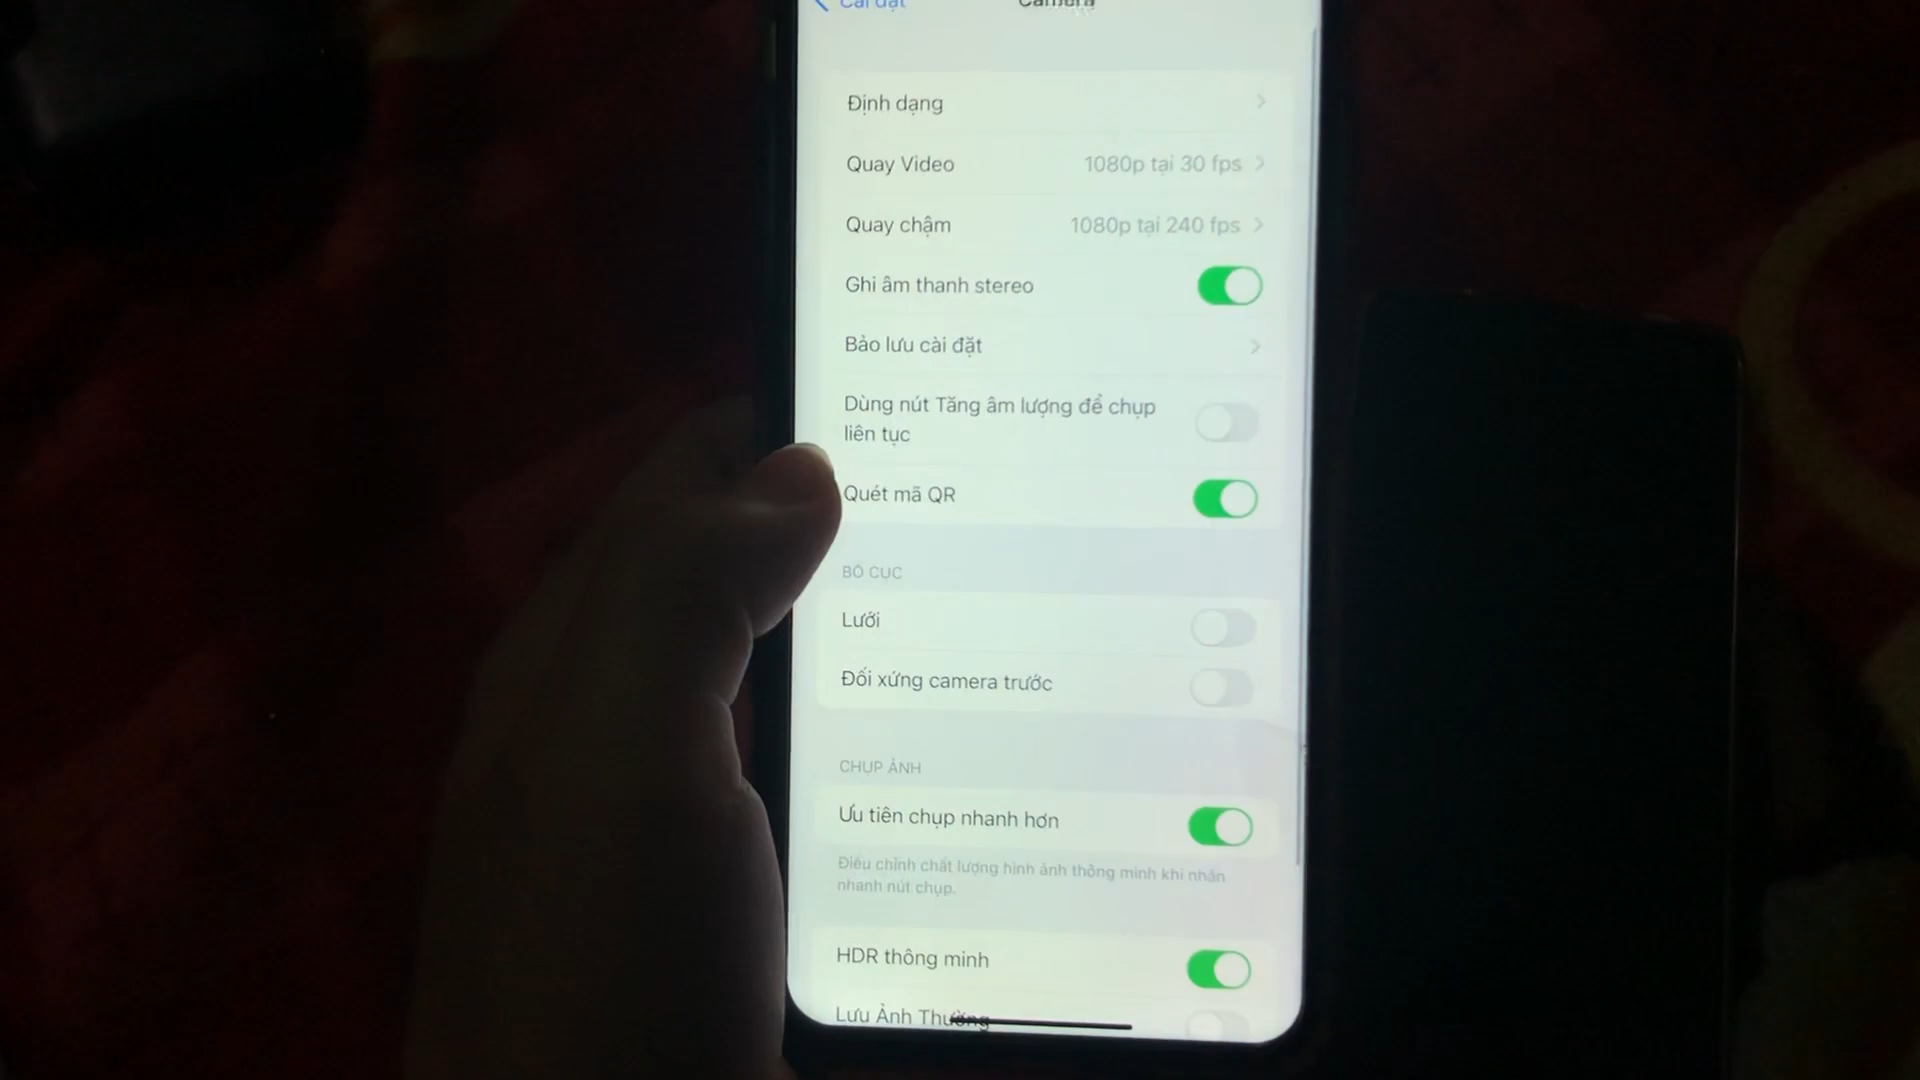 Cài đặt
Camera
Định dạng
Quay Video 1080p tại 30 fps
Quay chậm 1080p tại 240 fps
Ghi âm thanh stereo
Bảo lưu cài đặt
Dùng nút Tăng âm lượng để chụp
liên tục
Quét mã QR
BỐ CỤC
Lưới
Đối xứng camera trước
CHỤP ẢNH
Ưu tiên chụp nhanh hơn
Điều chỉnh chất lượng hình ảnh thông minh khi nhấn
nhanh nút chụp.
HDR thông minh
Lưu Ảnh Thường